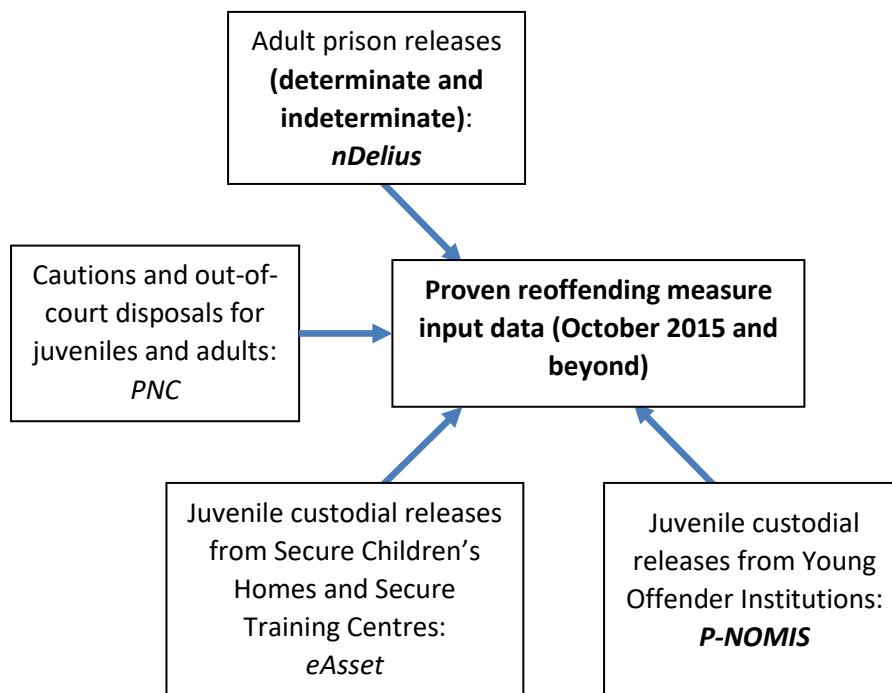 Adult prison releases
(determinate and
indeterminate):
nDelius
Cautions and out-of-
court disposals for
juveniles and adults:
PNC
Proven reoffending measure
input data (October 2015 and
beyond)
Juvenile custodial releases
from Secure Children’s
Homes and Secure
Training Centres:
eAsset
Juvenile custodial
releases from Young
Offender Institutions:
P-NOMIS